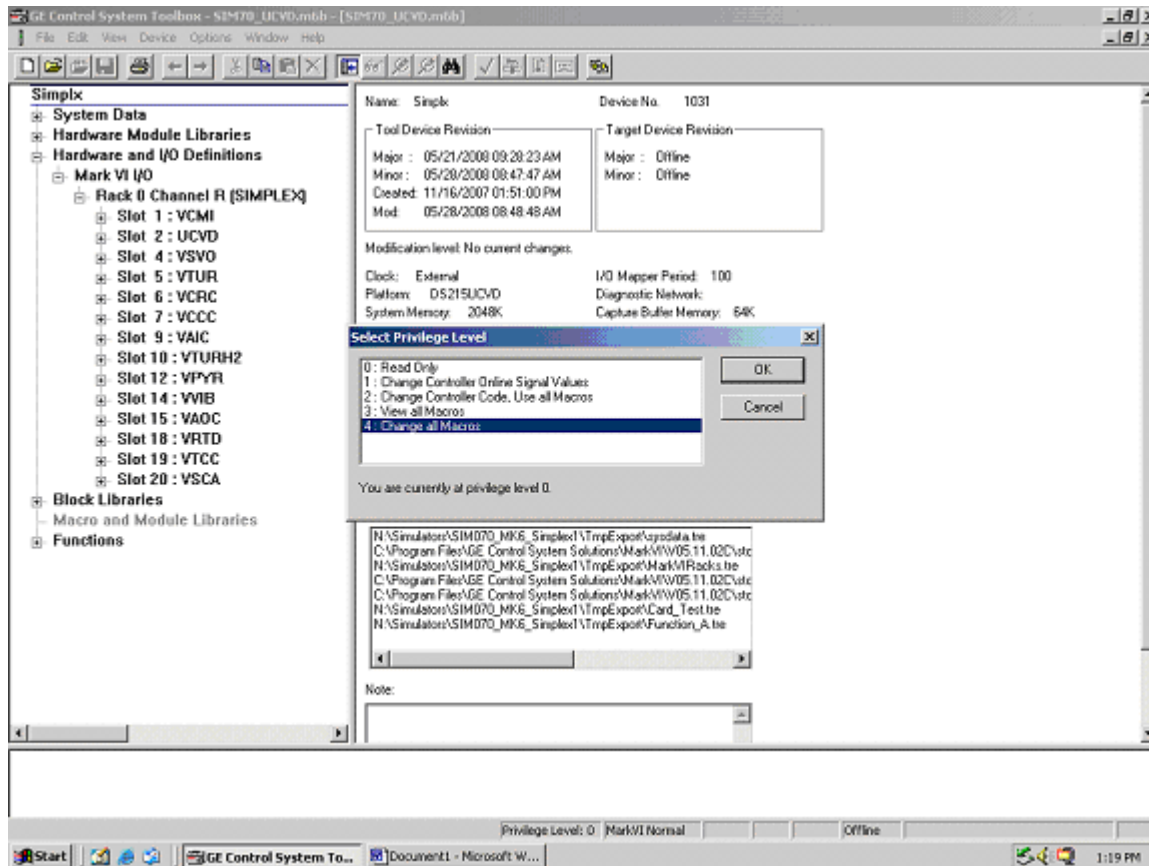 GE Control System Toolbox - SIM70_UCVD.m6b - [SIM70_UCVD.m6b]
File Edit View Device Options Window Help
Simplx
System Data
Hardware Module Libraries
Hardware and I/O Definitions
Mark VI I/O
Rack 0 Channel R (SIMPLEX)
Slot 1 : VCMI
Slot 2 : UCVD
Slot 4 : VSVO
Slot 5 : VTUR
Slot 6 : VCRC
Slot 7 : VCCC
Slot 9 : VAIC
Slot 10 : VTURH2
Slot 12 : VPYR
Slot 14 : VVIB
Slot 15 : VAOC
Slot 18 : VRTD
Slot 19 : VTCC
Slot 20 : VSCA
Block Libraries
Macro and Module Libraries
Functions
Name: Simplx Device No. 1031
Tool Device Revision
Major : 05/21/2008 09:28:23 AM
Minor : 05/28/2008 08:47:47 AM
Created: 11/16/2007 01:51:00 PM
Mod: 05/28/2008 08:48:48 AM
Target Device Revision
Major : Offline
Minor : Offline
Modification level: No current changes.
Clock: External I/O Mapper Period: 100
Platform: DS215UCVD Diagnostic Network:
System Memory: 2048K Capture Buffer Memory: 64K
Select Privilege Level
0 : Read Only
1 : Change Controller Online Signal Values
2 : Change Controller Code, Use all Macros
3 : View all Macros
4 : Change all Macros
OK
Cancel
You are currently at privilege level 0.
N:\Simulators\SIM070_MK6_Simplex1\TmpExport\sysdata.tre
C:\Program Files\GE Control System Solutions\MarkVI\V05.11.02C\stc
N:\Simulators\SIM070_MK6_Simplex1\TmpExport\MarkVIRacks.tre
C:\Program Files\GE Control System Solutions\MarkVI\V05.11.02C\stc
C:\Program Files\GE Control System Solutions\MarkVI\V05.11.02C\stc
N:\Simulators\SIM070_MK6_Simplex1\TmpExport\Card_Test.tre
N:\Simulators\SIM070_MK6_Simplex1\TmpExport\Function_A.tre
Note:
Privilege Level: 0 MarkVI Normal Offline
Start GE Control System To... Document1 - Microsoft W... 1:19 PM